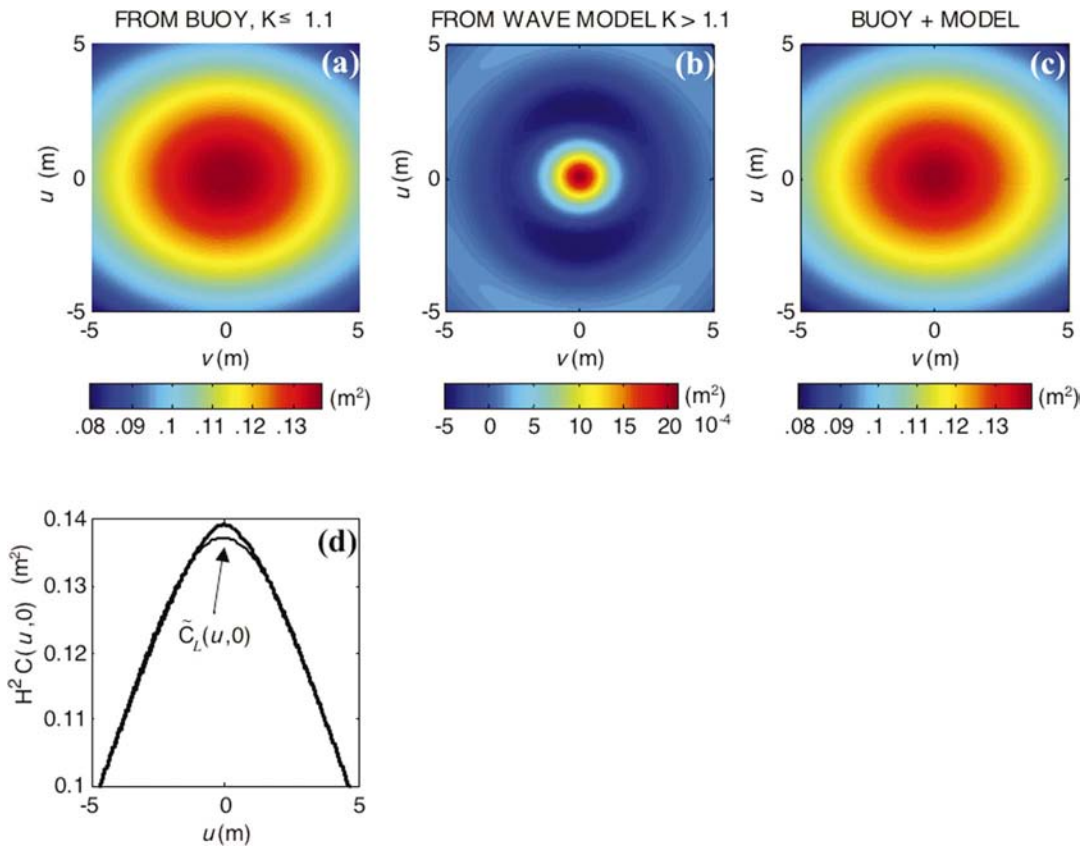 FROM BUOY, K≤ 1.1
FROM WAVE MODEL K > 1.1
BUOY + MODEL
5
(a)
u (m)
0
-5
-5 0 5
v (m)
(m²)
.08 .09 .1 .11 .12 .13
5
(b)
u (m)
0
-5
-5 0 5
v (m)
(m²)
-5 0 5 10 15 20 10⁻⁴
5
(c)
u (m)
0
-5
-5 0 5
v (m)
(m²)
.08 .09 .1 .11 .12 .13
0.14
(d)
H² C( u ,0) (m²)
0.13
C̃L(u,0)
0.12
0.11
0.1
-5 0 5
u (m)